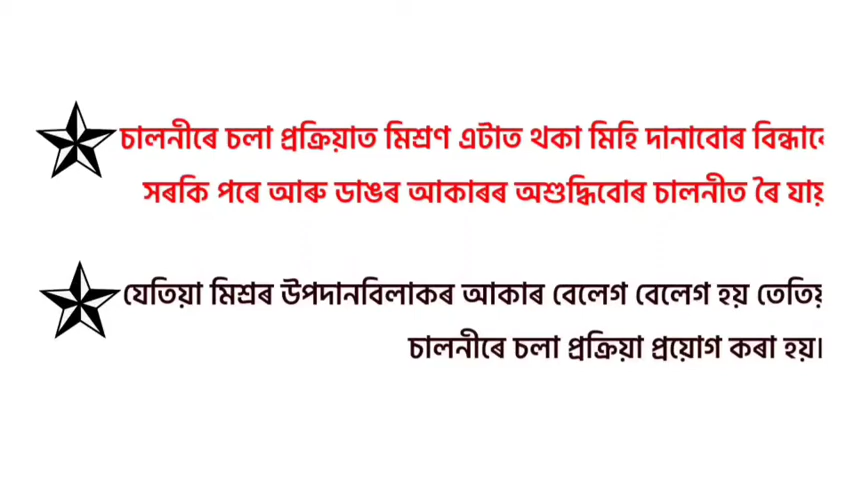 চালনীৰে চলা প্ৰক্ৰিয়াত মিশ্ৰণ এটাত থকা মিহি দানাবোৰ
সৰকি পৰে আৰু ডাঙৰ আকাৰৰ অশুদ্ধিবোৰ চালনীত ৰৈ যায়
যেতিয়া মিশ্ৰৰ উপদানবিলাকৰ আকাৰ বেলেগ বেলেগ হয়
চালনীৰে চলা প্ৰক্ৰিয়া প্ৰয়োগ কৰা হয়।